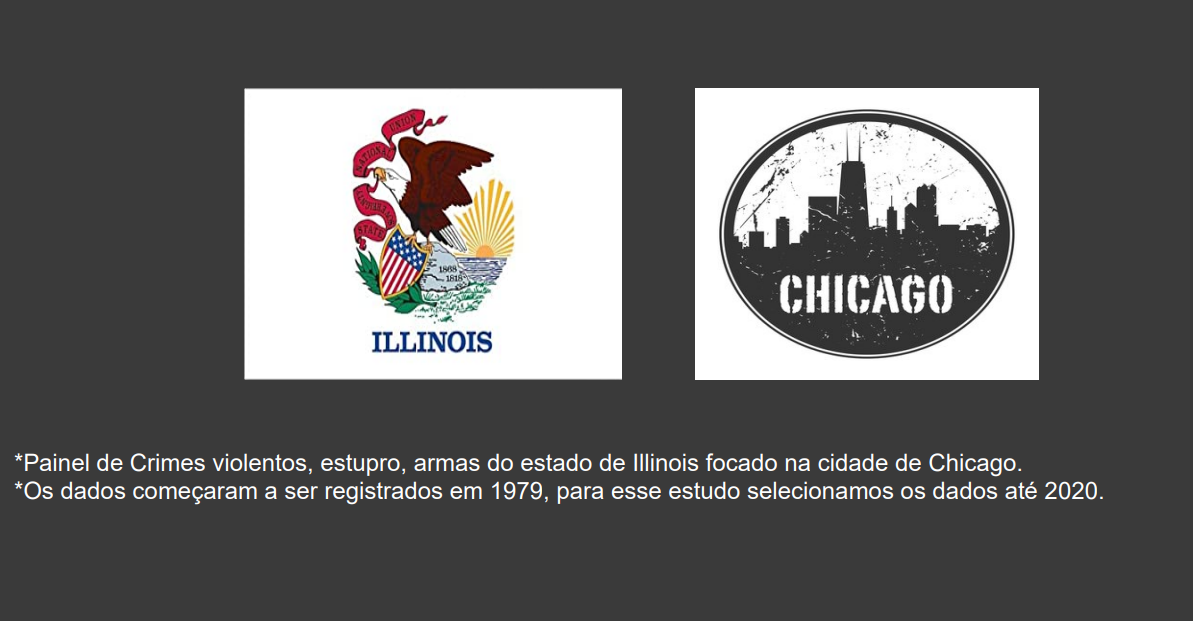 NATIONAL UNION
STATE
1868
1818
ILLINOIS
CHICAGO
*Painel de Crimes violentos, estupro, armas do estado de Illinois focado na cidade de Chicago.
*Os dados começaram a ser registrados em 1979, para esse estudo selecionamos os dados até 2020.